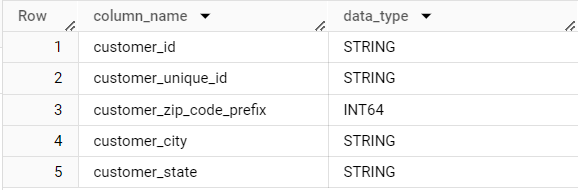 Row column_name data_type
1 customer_id STRING
2 customer_unique_id STRING
3 customer_zip_code_prefix INT64
4 customer_city STRING
5 customer_state STRING